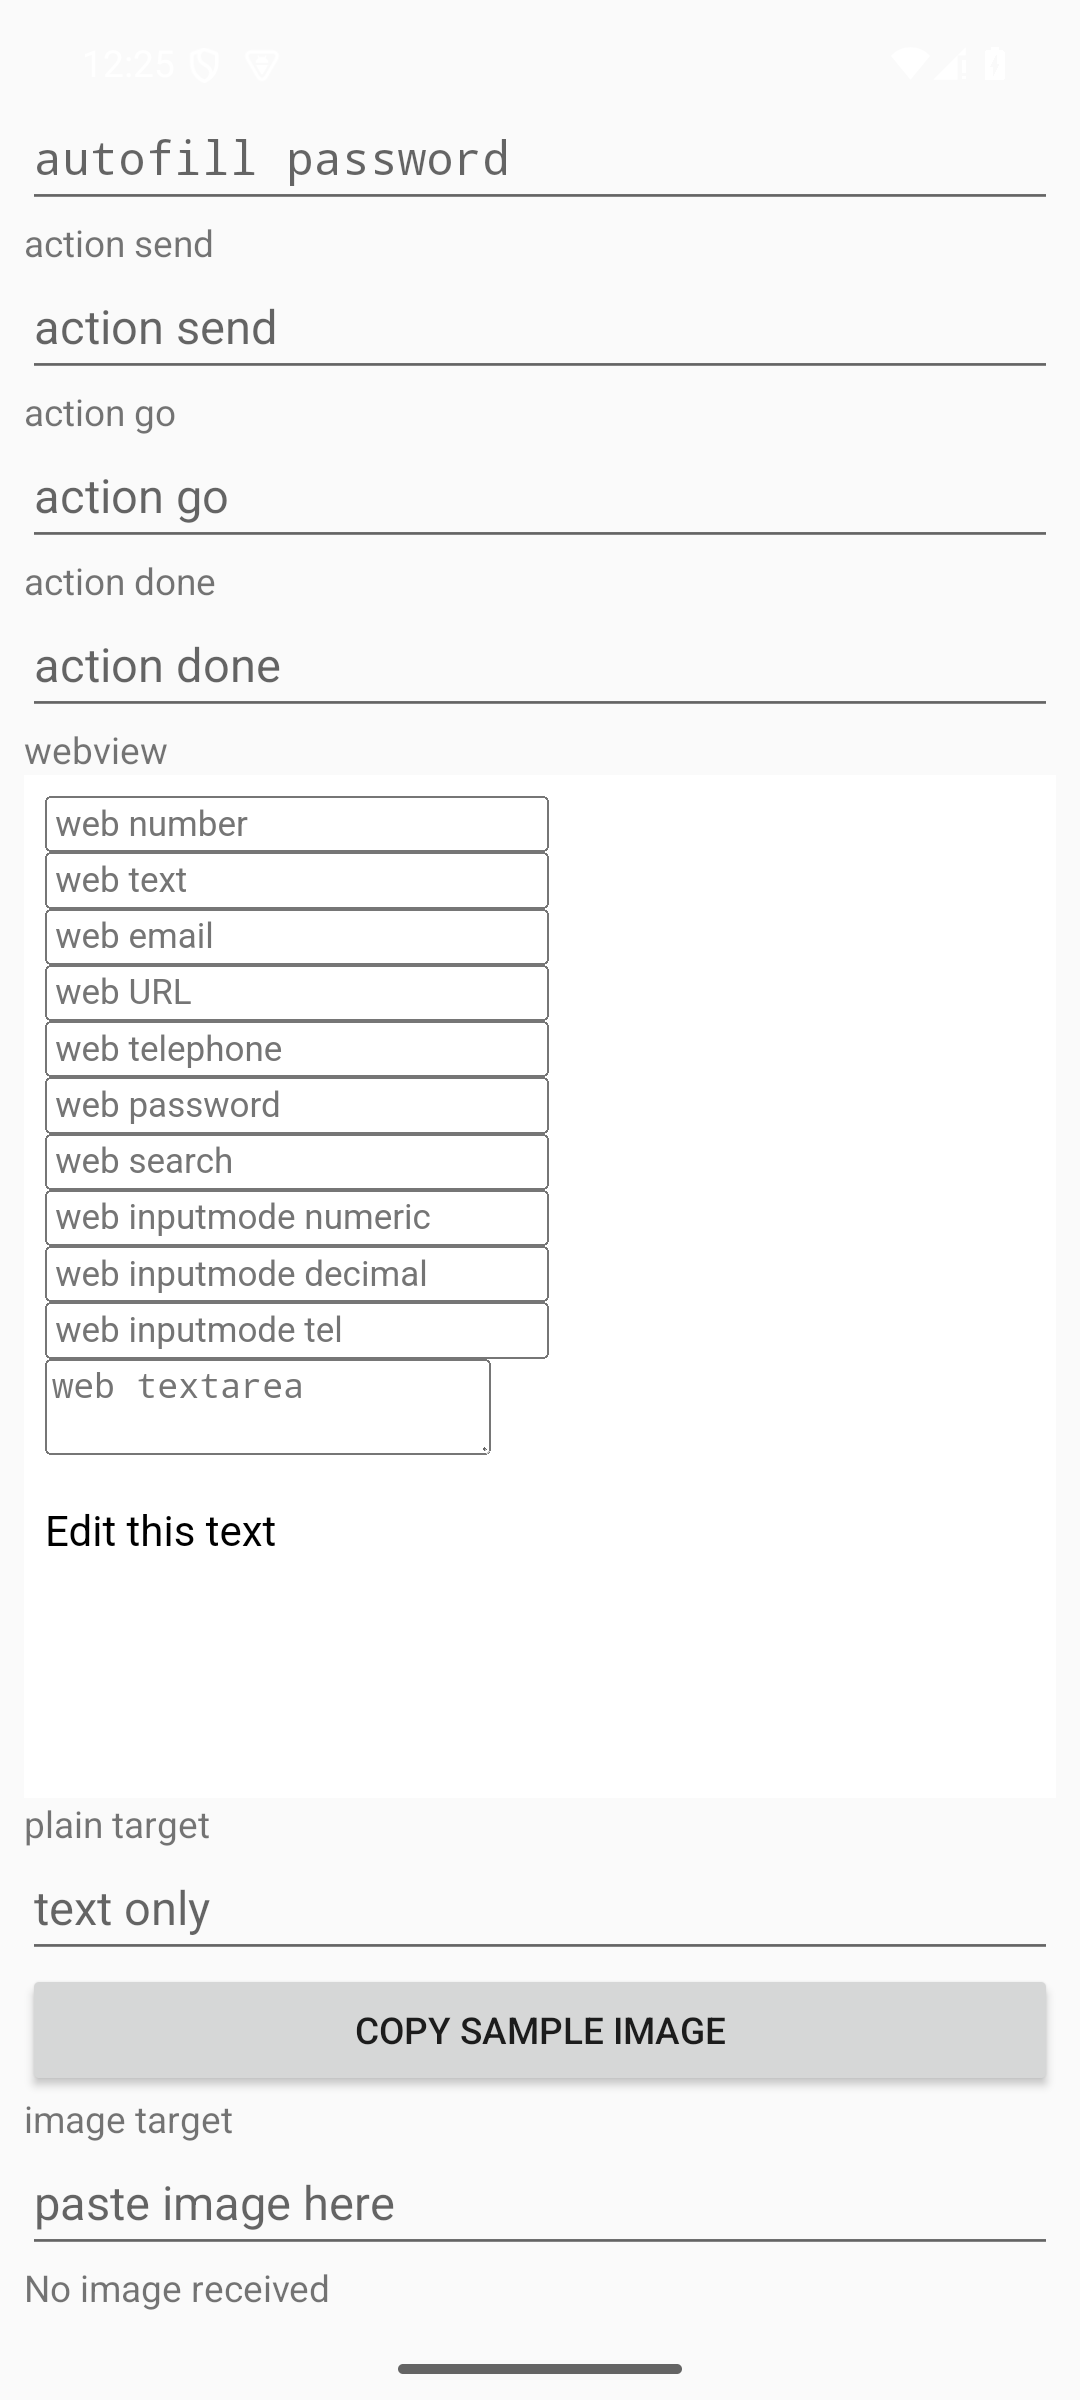 12:25
autofill password
action send
action send
action go
action go
action done
action done
webview
web number
web text
web email
web URL
web telephone
web password
web search
web inputmode numeric
web inputmode decimal
web inputmode tel
web textarea
Edit this text
plain target
text only
COPY SAMPLE IMAGE
image target
paste image here
No image received